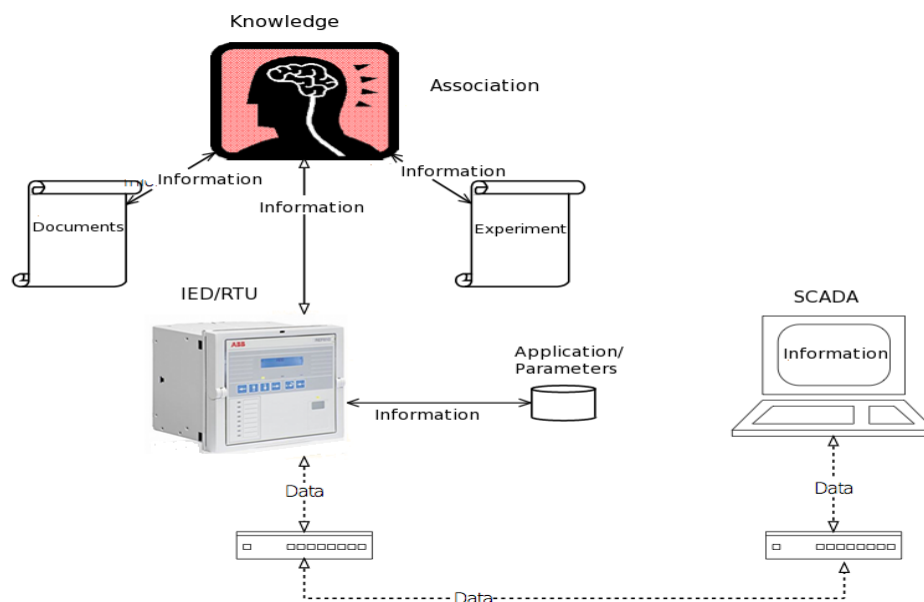 Knowledge
Association
Information
Information
Information
Documents
Experiment
IED/RTU
SCADA
ABB
Application/
Parameters
Information
Information
Data
Data
Data